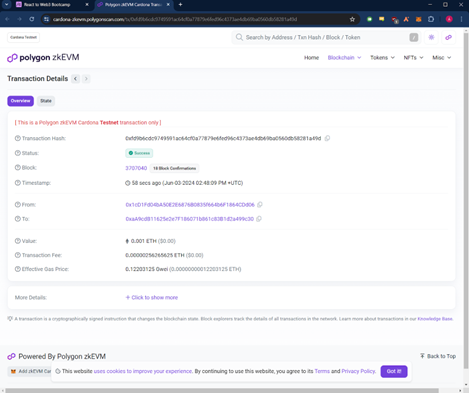 React to Web3 Bootcamp
Polygon zkEVM Cardona Trans
cardona-zkevm.polygonscan.com
Cardona Testnet
Search by Address / Txn Hash / Block / Token
polygon zkEVM
Home Blockchain Tokens NFTs Misc
Transaction Details
Overview State
[ This is a Polygon zkEVM Cardona Testnet transaction only ]
Transaction Hash:
Status: Success
Block: 3707040 18 Block Confirmations
Timestamp: 58 secs ago (Jun-03-2024 02:48:09 PM +UTC)
From:
To:
Value: 0.001 ETH ($0.00)
Transaction Fee: 0.00000256265625 ETH ($0.00)
Effective Gas Price: 0.12203125 Gwei (0.00000000012203125 ETH)
More Details: + Click to show more
A transaction is a cryptographically signed instruction that changes the blockchain state. Block explorers track the details of all transactions in the network. Learn more about transactions in our Knowledge Base.
Powered By Polygon zkEVM
Back to Top
Add zkEVM Car
This website uses cookies to improve your experience. By continuing to use this website, you agree to its Terms and Privacy Policy.
Got It!